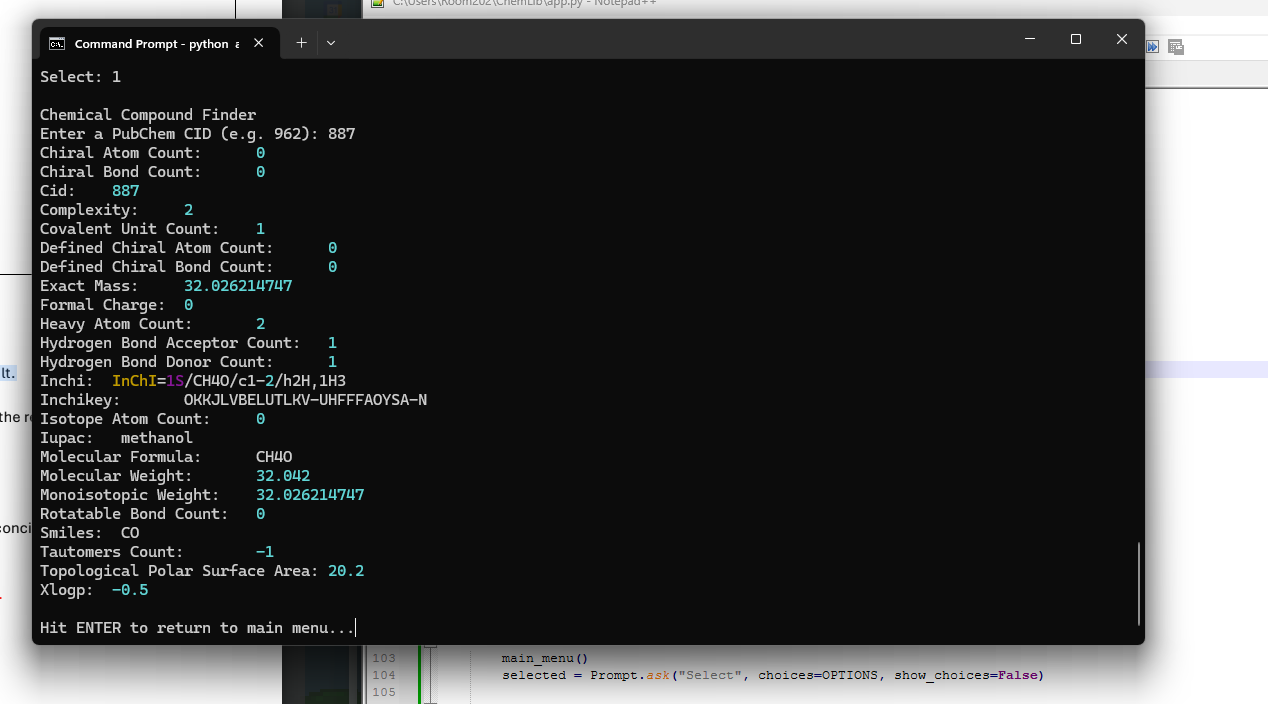 C:\Users\Room202\ChemLib\app.py - Notepad++
Command Prompt - python
Select: 1
Chemical Compound Finder
Enter a PubChem CID (e.g. 962): 887
Chiral Atom Count: 0
Chiral Bond Count: 0
Cid: 887
Complexity: 2
Covalent Unit Count: 1
Defined Chiral Atom Count: 0
Defined Chiral Bond Count: 0
Exact Mass: 32.026214747
Formal Charge: 0
Heavy Atom Count: 2
Hydrogen Bond Acceptor Count: 1
Hydrogen Bond Donor Count: 1
lt.
Inchi: InChI=1S/CH4O/c1-2/h2H,1H3
Inchikey: OKKJLVBELUTLKV-UHFFFAOYSA-N
the
Isotope Atom Count: 0
Iupac: methanol
Molecular Formula: CH4O
Molecular Weight: 32.042
Monoisotopic Weight: 32.026214747
Rotatable Bond Count: 0
Smiles: CO
Tautomers Count: -1
Topological Polar Surface Area: 20.2
Xlogp: -0.5
Hit ENTER to return to main menu...
103 main_menu()
104 selected = Prompt.ask("Select", choices=OPTIONS, show_choices=False)
105